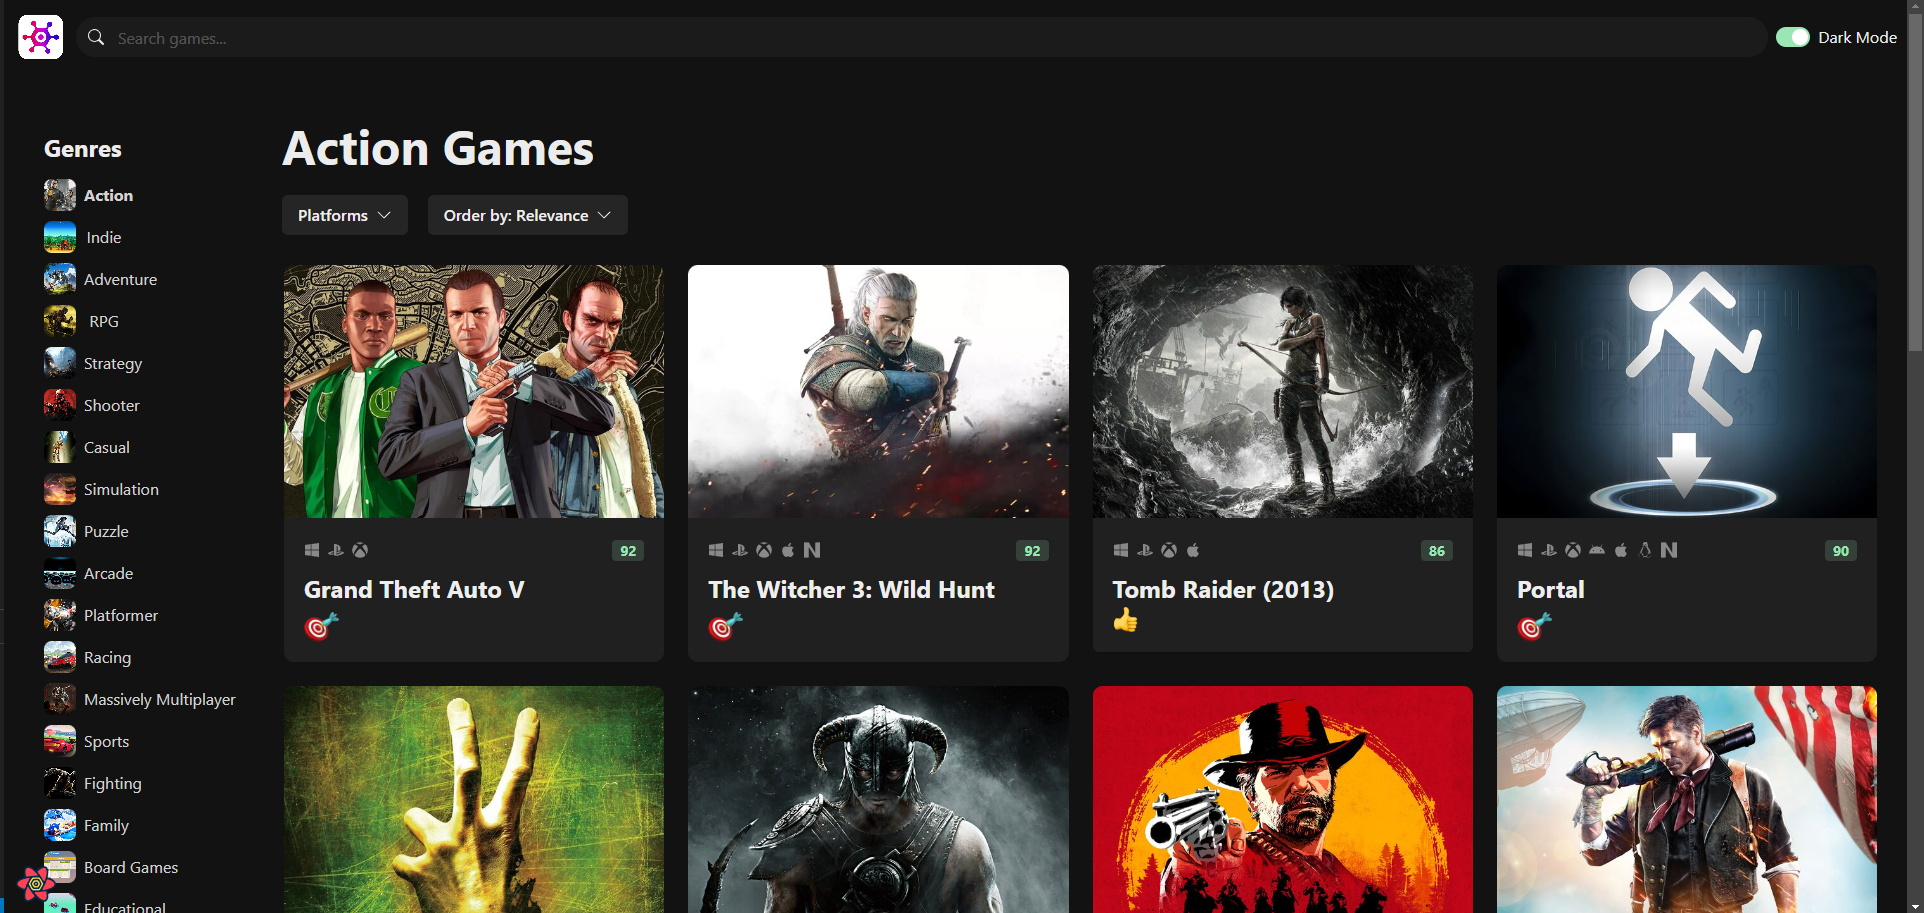 Search games...
Dark Mode
Genres
Action
Indie
Adventure
RPG
Strategy
Shooter
Casual
Simulation
Puzzle
Arcade
Platformer
Racing
Massively Multiplayer
Sports
Fighting
Family
Board Games
Educational
Action Games
Platforms
Order by: Relevance
92
Grand Theft Auto V
92
The Witcher 3: Wild Hunt
86
Tomb Raider (2013)
90
Portal